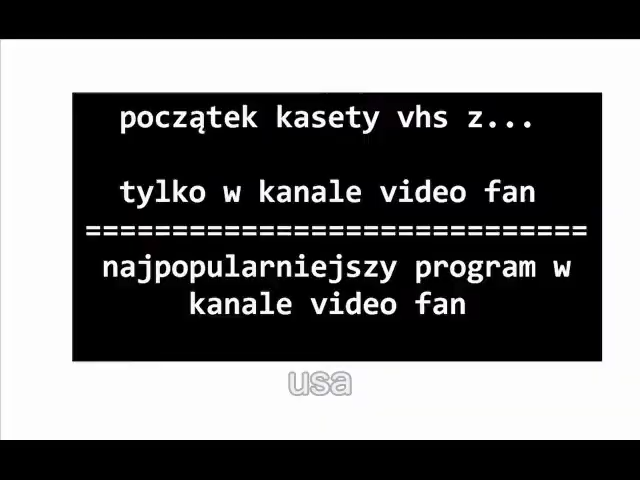 początek kasety vhs z...
tylko w kanale video fan
=============================
najpopularniejszy program w
kanale video fan
usa